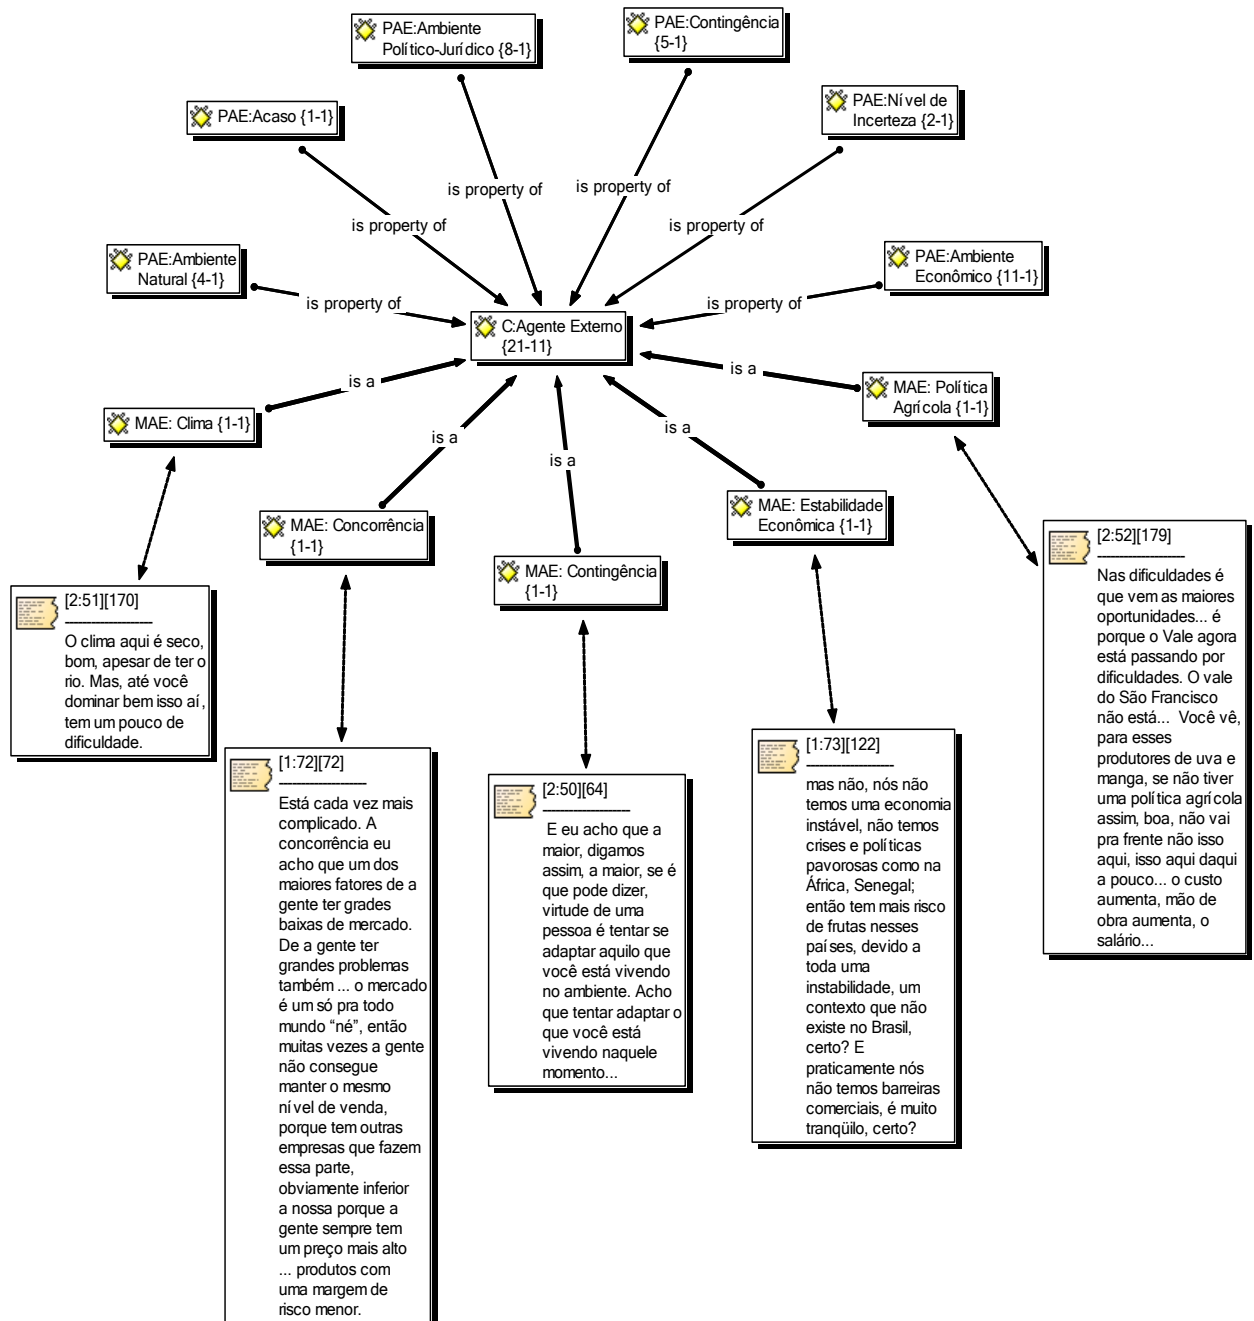 PAE:Ambiente
Político-Jurídico {8-1}
PAE:Contingência
{5-1}
PAE:Acaso {1-1}
PAE:Nível de
Incerteza {2-1}
is property of
is property of
is property of
is property of
PAE:Ambiente
Natural {4-1}
PAE:Ambiente
Econômico {11-1}
is property of
is property of
C:Agente Externo
{21-11}
is a
is a
MAE: Clima {1-1}
MAE: Política
Agrícola {1-1}
is a
is a
is a
MAE: Concorrência
{1-1}
MAE: Estabilidade
Econômica {1-1}
MAE: Contingência
{1-1}
[2:51][170]
--------------------
O clima aqui é seco,
bom, apesar de ter o
rio. Mas, até você
dominar bem isso aí,
tem um pouco de
dificuldade.
[1:72][72]
--------------------
Está cada vez mais
complicado. A
concorrência eu
acho que um dos
maiores fatores de a
gente ter grades
baixas de mercado.
De a gente ter
grandes problemas
também ... o mercado
é um só pra todo
mundo “né”, então
muitas vezes a gente
não consegue
manter o mesmo
nível de venda,
porque tem outras
empresas que fazem
essa parte,
obviamente inferior
a nossa porque a
gente sempre tem
um preço mais alto
... produtos com
uma margem de
risco menor.
[2:50][64]
--------------------
E eu acho que a
maior, digamos
assim, a maior, se é
que pode dizer,
virtude de uma
pessoa é tentar se
adaptar aquilo que
você está vivendo
no ambiente. Acho
que tentar adaptar o
que você está
vivendo naquele
momento...
[1:73][122]
--------------------
mas não, nós não
temos uma economia
instável, não temos
crises e políticas
pavorosas como na
África, Senegal;
então tem mais risco
de frutas nesses
países, devido a
toda uma
instabilidade, um
contexto que não
existe no Brasil,
certo? E
praticamente nós
não temos barreiras
comerciais, é muito
tranqüilo, certo?
[2:52][179]
--------------------
Nas dificuldades é
que vem as maiores
oportunidades... é
porque o Vale agora
está passando por
dificuldades. O vale
do São Francisco
não está... Você vê,
para esses
produtores de uva e
manga, se não tiver
uma política agrícola
assim, boa, não vai
pra frente não isso
aqui, isso aqui daqui
a pouco... o custo
aumenta, mão de
obra aumenta, o
salário...